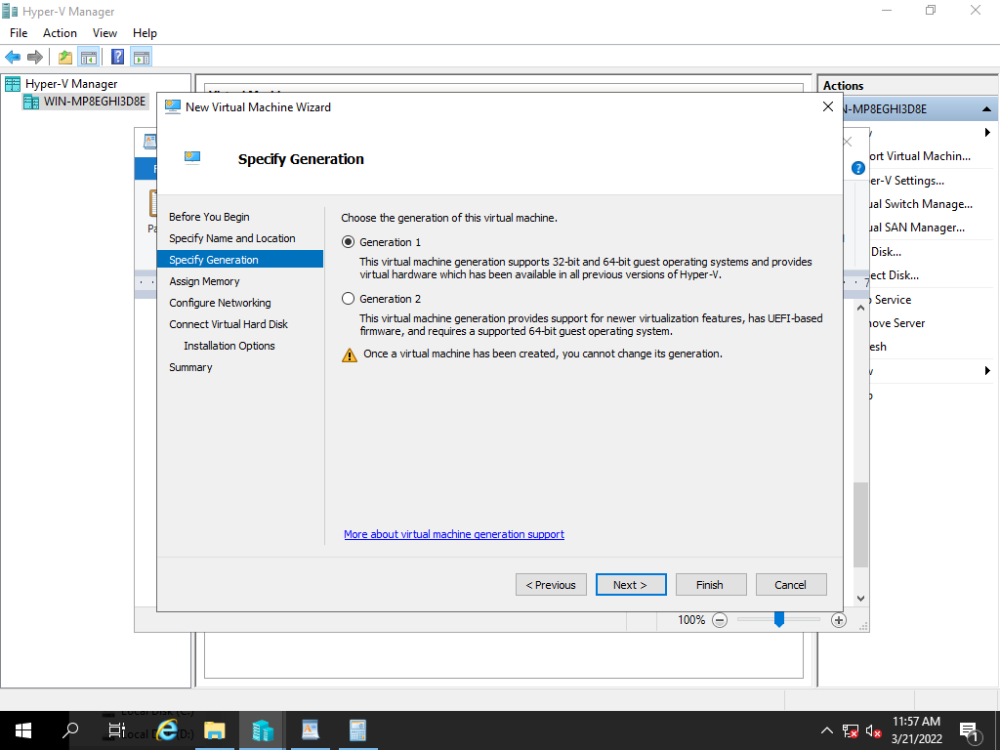 Hyper-V Manager
File Action View Help
Hyper-V Manager
WIN-MP8EGHI3D8E
Actions
New Virtual Machine Wizard
N-MP8EGHI3D8E
Specify Generation
ort Virtual Machin...
er-V Settings...
ual Switch Manage...
ual SAN Manager...
Disk...
ect Disk...
Service
nove Server
esh
Before You Begin
Specify Name and Location
Specify Generation
Assign Memory
Configure Networking
Connect Virtual Hard Disk
Installation Options
Summary
Choose the generation of this virtual machine.
Generation 1
This virtual machine generation supports 32-bit and 64-bit guest operating systems and provides
virtual hardware which has been available in all previous versions of Hyper-V.
Generation 2
This virtual machine generation provides support for newer virtualization features, has UEFI-based
firmware, and requires a supported 64-bit guest operating system.
Once a virtual machine has been created, you cannot change its generation.
More about virtual machine generation support
< Previous Next > Finish Cancel
100%
Local Disk (C:)
Local Disk (D:)
11:57 AM
3/21/2022
1